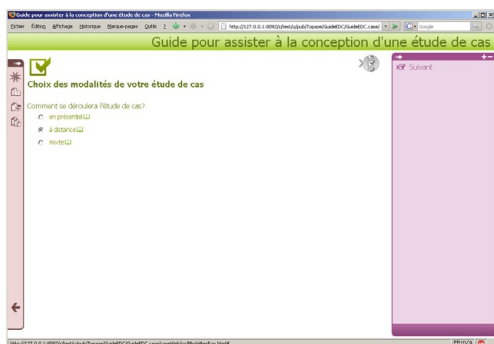 Guide pour assister à la conception d'une étude de cas - Mozilla Firefox
Fichier Édition Affichage Historique Marque-pages Outils ?
Google
Guide pour assister à la conception d'une étude de cas
Choix des modalités de votre étude de cas
Comment se déroulera l'étude de cas?
en présentiel
à distance
mixte
Suivant